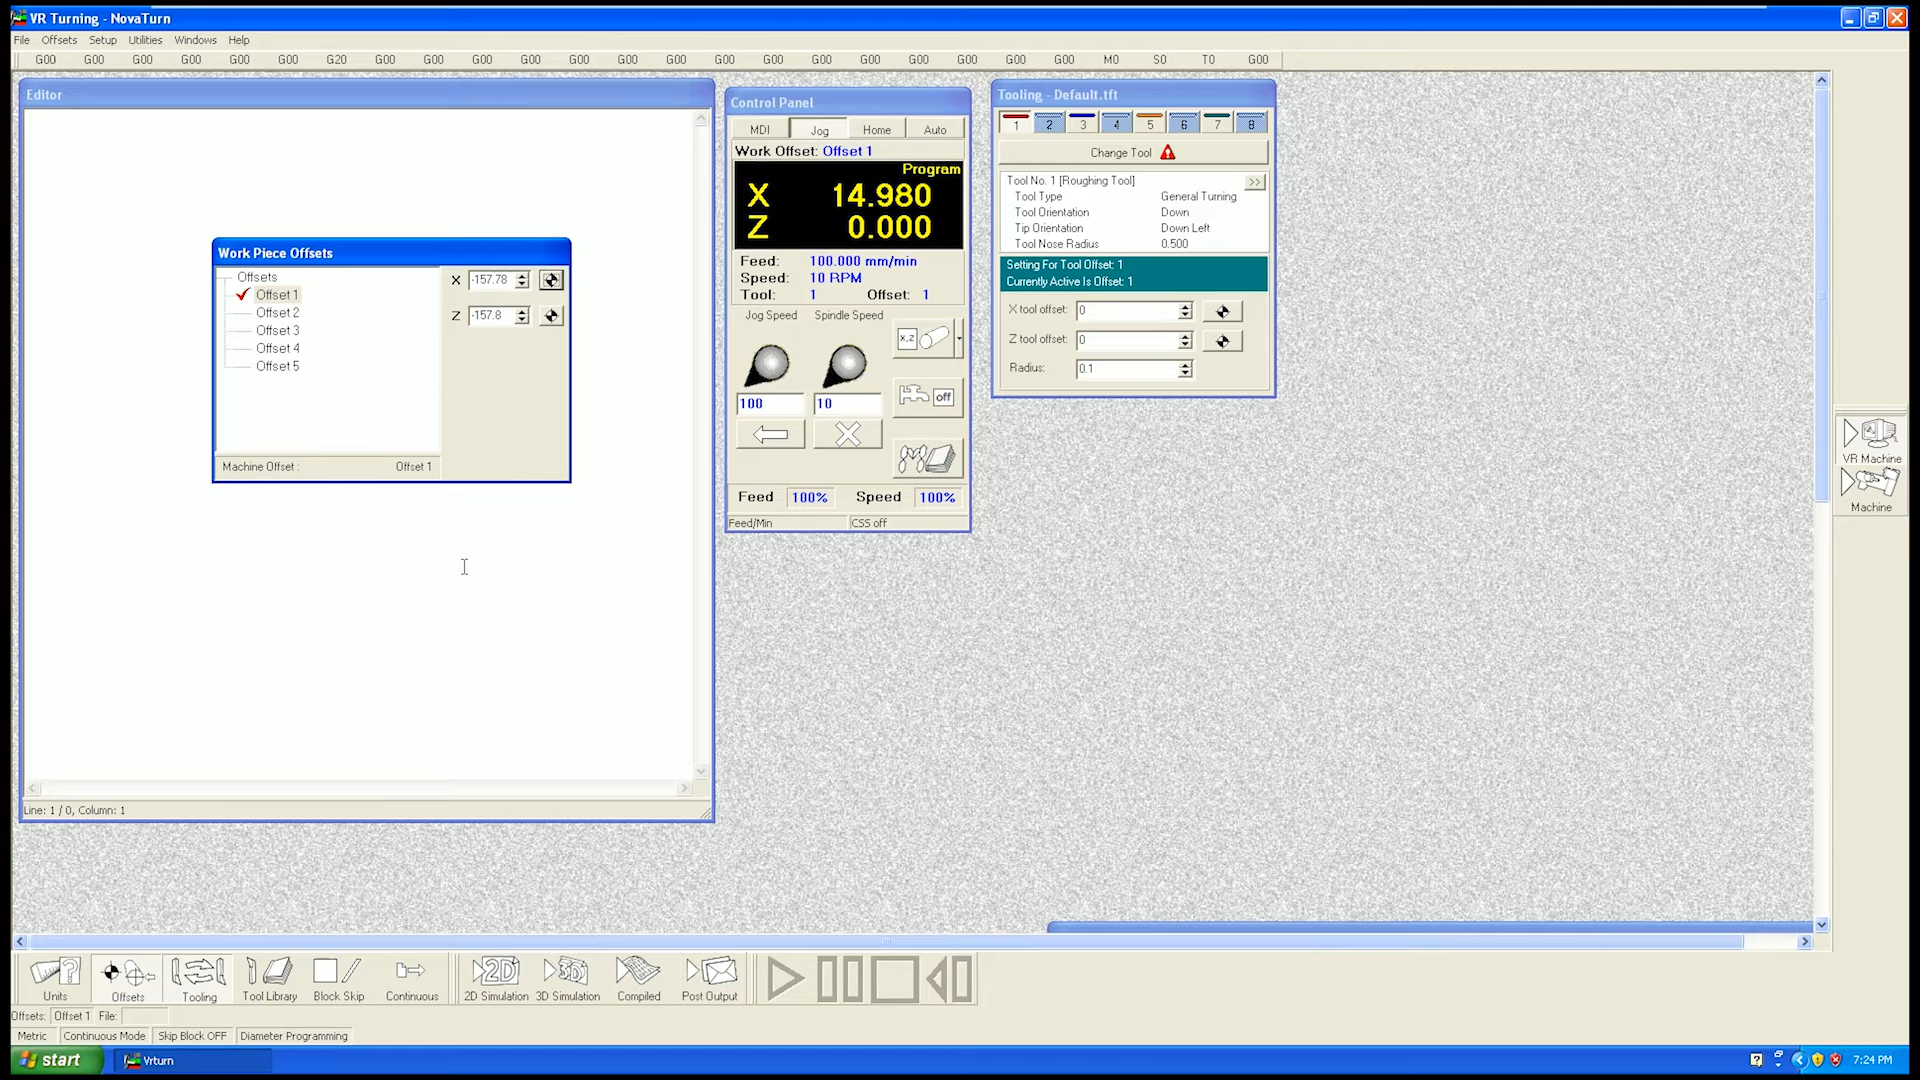 VR Turning - NovaTurn
File Offsets Setup Utilities Windows Help
G00 G00 G00 G00 G00 G00 G20 G00 G00 G00 G00 G00 G00 G00 G00 G00 G00 G00 G00 G00 G00 G00 M0 S0 T0 G00
Editor
Work Piece Offsets
Offsets
Offset 1
Offset 2
Offset 3
Offset 4
Offset 5
X -157.78
Z -157.8
Machine Offset : Offset 1
Line: 1 / 0, Column: 1
Control Panel
MDI Jog Home Auto
Work Offset: Offset 1
Program
X 14.980
Z 0.000
Feed: 100.000 mm/min
Speed: 10 RPM
Tool: 1 Offset: 1
Jog Speed Spindle Speed
x,z
100 10
off
Feed 100% Speed 100%
Feed/Min CSS off
Tooling - Default.tft
1 2 3 4 5 6 7 8
Change Tool
Tool No. 1 [Roughing Tool] >>
Tool Type General Turning
Tool Orientation Down
Tip Orientation Down Left
Tool Nose Radius 0.500
Setting For Tool Offset: 1
Currently Active Is Offset: 1
X tool offset: 0
Z tool offset: 0
Radius: 0.1
VR Machine
Machine
2D 3D
Units Offsets Tooling Tool Library Block Skip Continuous 2D Simulation 3D Simulation Compiled Post Output
Offsets: Offset 1 File:
Metric Continuous Mode Skip Block OFF Diameter Programming
start Vrturn 7:24 PM